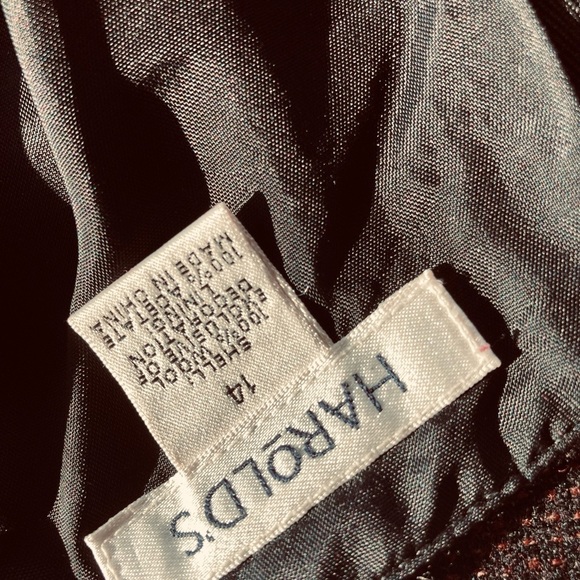 HAROLD'S
14
SHELL:
100% WOOL
EXCLUSIVE OF
DECORATION
LINING:
100% ACETATE
MADE IN CHINA